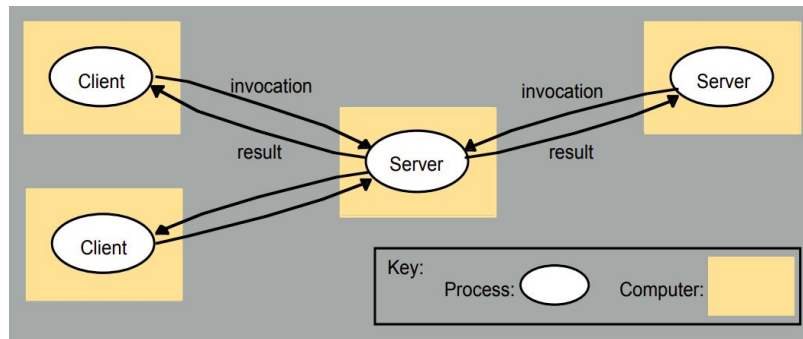 Client
invocation
result
Server
invocation
result
Server
Client
Key:
Process:
Computer: